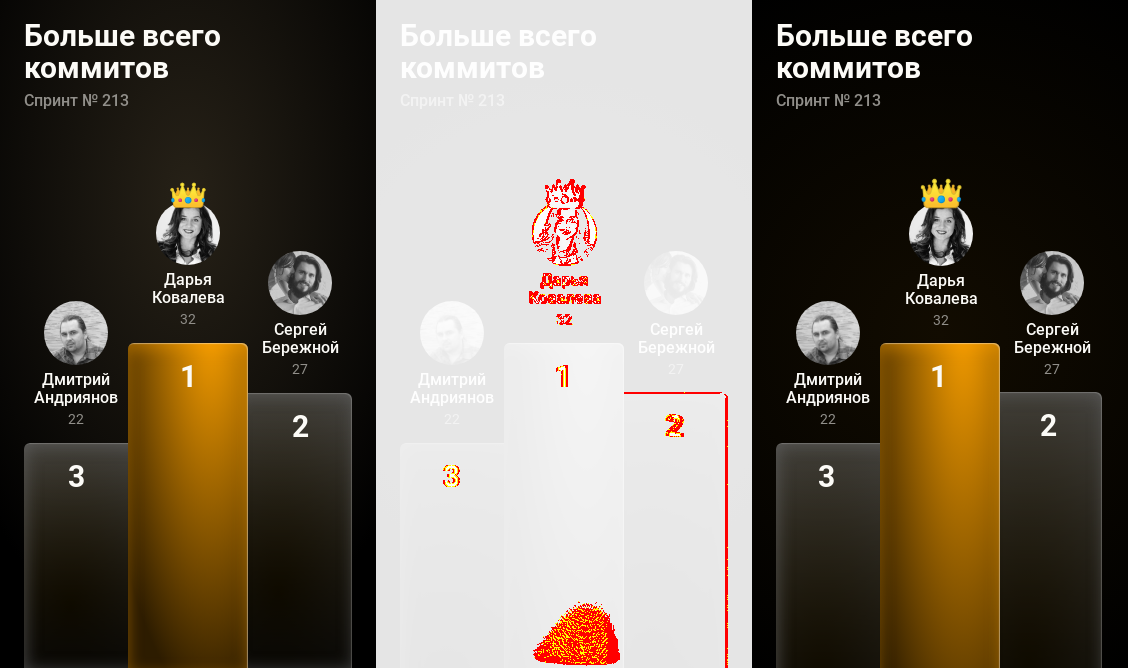 Больше всего
коммитов
Спринт № 213
Дарья
Ковалева
32
Сергей
Бережной
27
Дмитрий
Андриянов
22
1
2
3
Больше всего
коммитов
Спринт № 213
Дарья
Ковалева
32
Сергей
Бережной
27
Дмитрий
Андриянов
22
1
2
3
Больше всего
коммитов
Спринт № 213
Дарья
Ковалева
32
Сергей
Бережной
27
Дмитрий
Андриянов
22
1
2
3